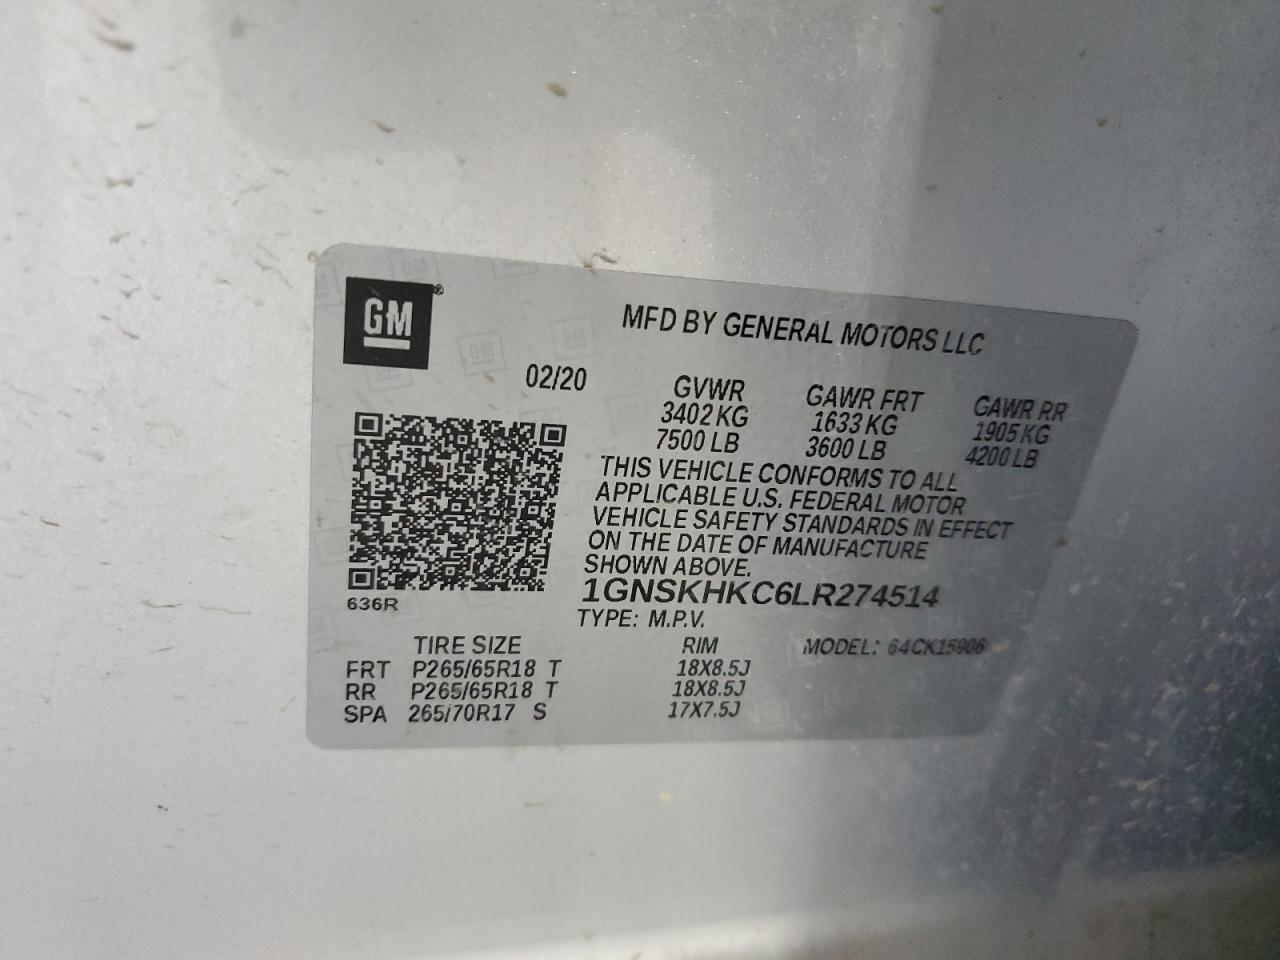 GM®
MFD BY GENERAL MOTORS LLC
02/20
GVWR GAWR FRT GAWR RR
3402 KG 1633 KG 1905 KG
7500 LB 3600 LB 4200 LB
THIS VEHICLE CONFORMS TO ALL
APPLICABLE U.S. FEDERAL MOTOR
VEHICLE SAFETY STANDARDS IN EFFECT
ON THE DATE OF MANUFACTURE
SHOWN ABOVE.
1GNSKHKC6LR274514
636R
TYPE: M.P.V.
TIRE SIZE RIM MODEL: 64CK15906
FRT P265/65R18 T 18X8.5J
RR P265/65R18 T 18X8.5J
SPA 265/70R17 S 17X7.5J